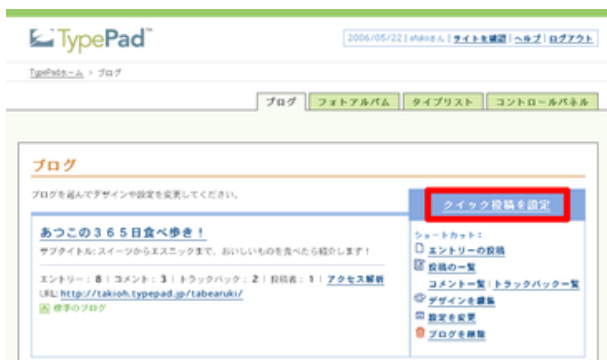 TypePad™
2006/05/22 | atsukoさん | サイトを確認 | ヘルプ | ログアウト
TypePadホーム > ブログ
ブログ フォトアルバム タイプリスト コントロールパネル
ブログ
ブログを選んでデザインや設定を変更してください。
クイック投稿を設定
あつこの365日食べ歩き！
サブタイトル: スイーツからエスニックまで、おいしいものを食べたら紹介します！
エントリー: 8 | コメント: 3 | トラックバック: 2 | 投稿者: 1 | アクセス解析
URL: http://takioh.typepad.jp/tabearuki/
標準のブログ
ショートカット:
エントリーの投稿
投稿の一覧
コメント一覧 | トラックバック一覧
デザインを編集
設定を変更
ブログを削除